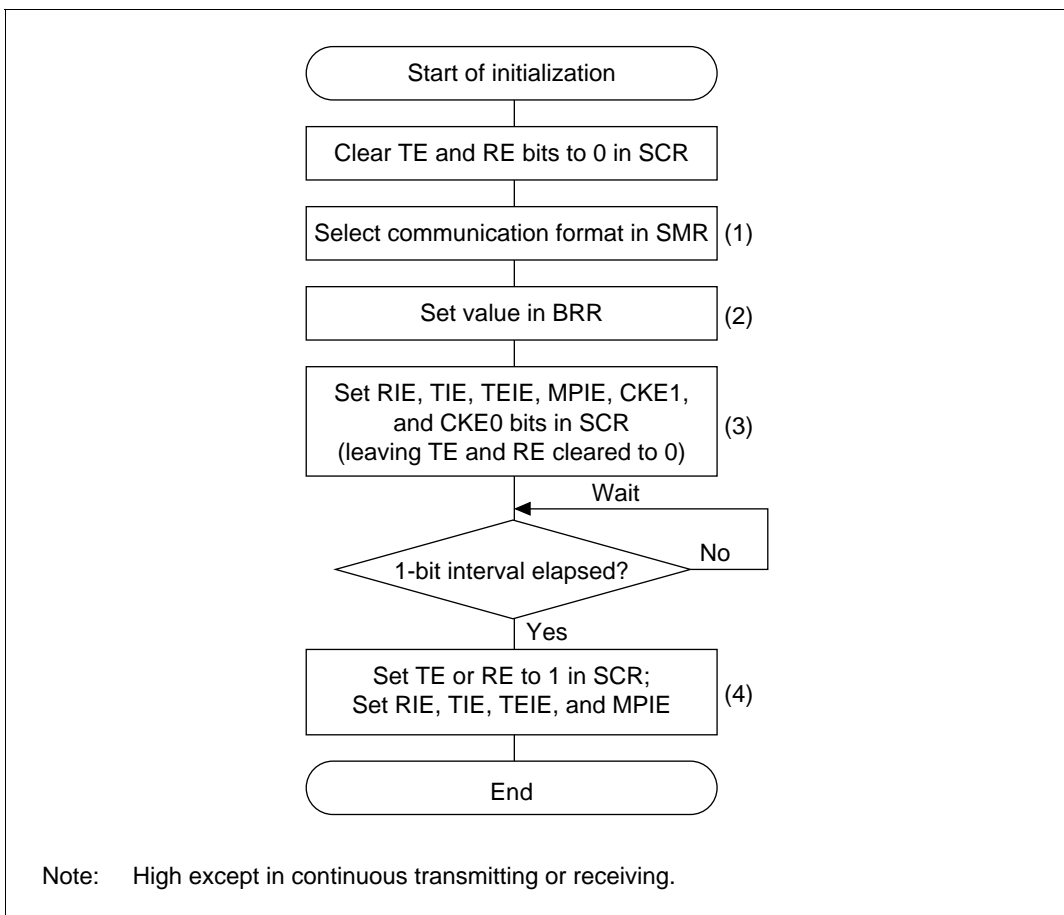 Start of initialization
Clear TE and RE bits to 0 in SCR
Select communication format in SMR
(1)
Set value in BRR
(2)
Set RIE, TIE, TEIE, MPIE, CKE1,
and CKE0 bits in SCR
(leaving TE and RE cleared to 0)
(3)
Wait
1-bit interval elapsed?
No
Yes
Set TE or RE to 1 in SCR;
Set RIE, TIE, TEIE, and MPIE
(4)
End
Note: High except in continuous transmitting or receiving.